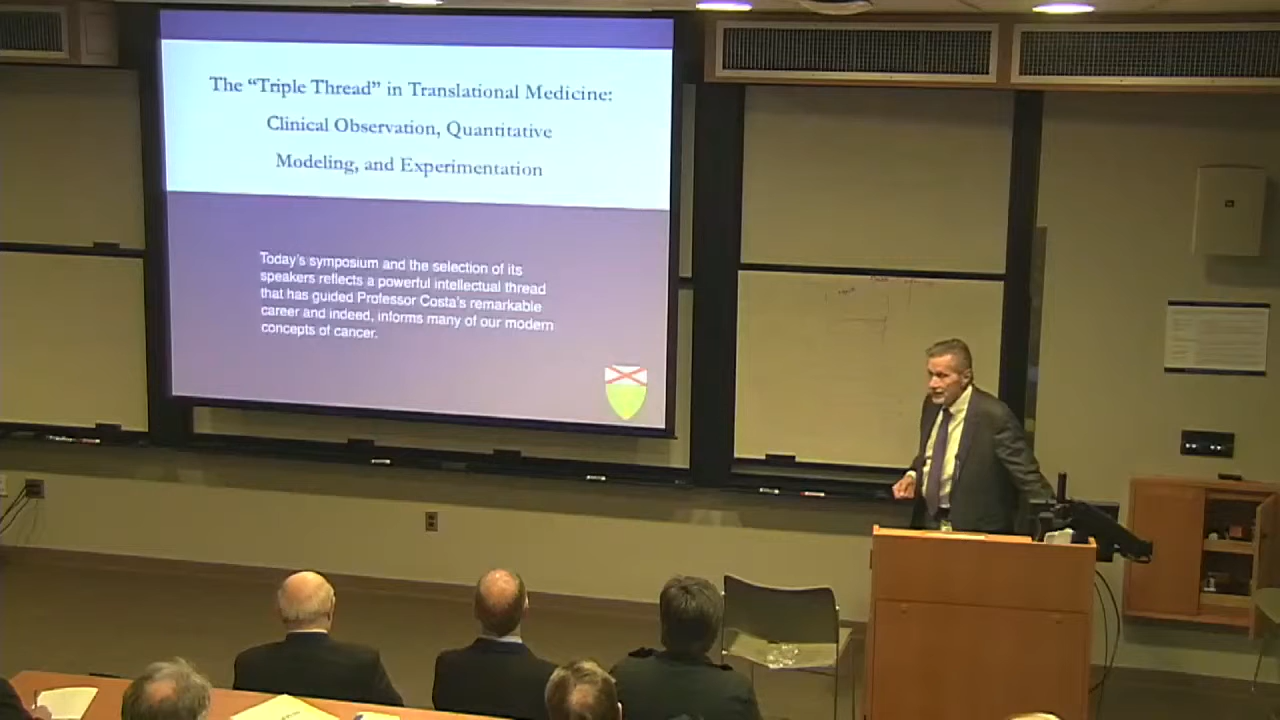 The “Triple Thread” in Translational Medicine:
Clinical Observation, Quantitative
Modeling, and Experimentation
Today's symposium and the selection of its
speakers reflects a powerful intellectual thread
that has guided Professor Costa's remarkable
career and indeed, informs many of our modern
concepts of cancer.